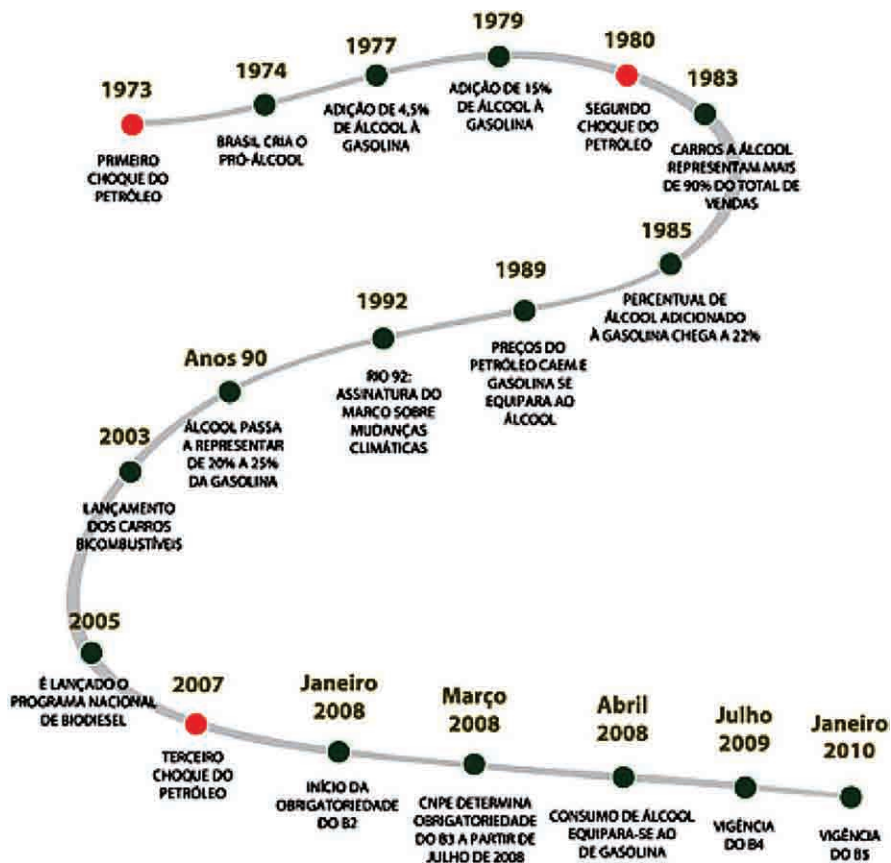 1973
PRIMEIRO
CHOQUE DO
PETRÓLEO
1974
BRASIL CRIA O
PRÓ-ÁLCOOL
1977
ADIÇÃO DE 4,5%
DE ÁLCOOL À
GASOLINA
1979
ADIÇÃO DE 15%
DE ÁLCOOL À
GASOLINA
1980
SEGUNDO
CHOQUE DO
PETRÓLEO
1983
CARROS A ÁLCOOL
REPRESENTAM MAIS
DE 90% DO TOTAL DE
VENDAS
1985
PERCENTUAL DE
ÁLCOOL ADICIONADO
À GASOLINA CHEGA A 22%
1989
PREÇOS DO
PETRÓLEO CAEM E
GASOLINA SE
EQUIPARA AO
ÁLCOOL
1992
RIO 92:
ASSINATURA DO
MARCO SOBRE
MUDANÇAS
CLIMÁTICAS
Anos 90
ÁLCOOL PASSA
A REPRESENTAR
DE 20% A 25%
DA GASOLINA
2003
LANÇAMENTO
DOS CARROS
BICOMBUSTÍVEIS
2005
É LANÇADO O
PROGRAMA NACIONAL
DE BIODIESEL
2007
TERCEIRO
CHOQUE DO
PETRÓLEO
Janeiro
2008
INÍCIO DA
OBRIGATORIEDADE
DO B2
Março
2008
CNPE DETERMINA
OBRIGATORIEDADE
DO B3 A PARTIR DE
JULHO DE 2008
Abril
2008
CONSUMO DE ÁLCOOL
EQUIPARA-SE AO
DE GASOLINA
Julho
2009
VIGÊNCIA
DO B4
Janeiro
2010
VIGÊNCIA
DO B5